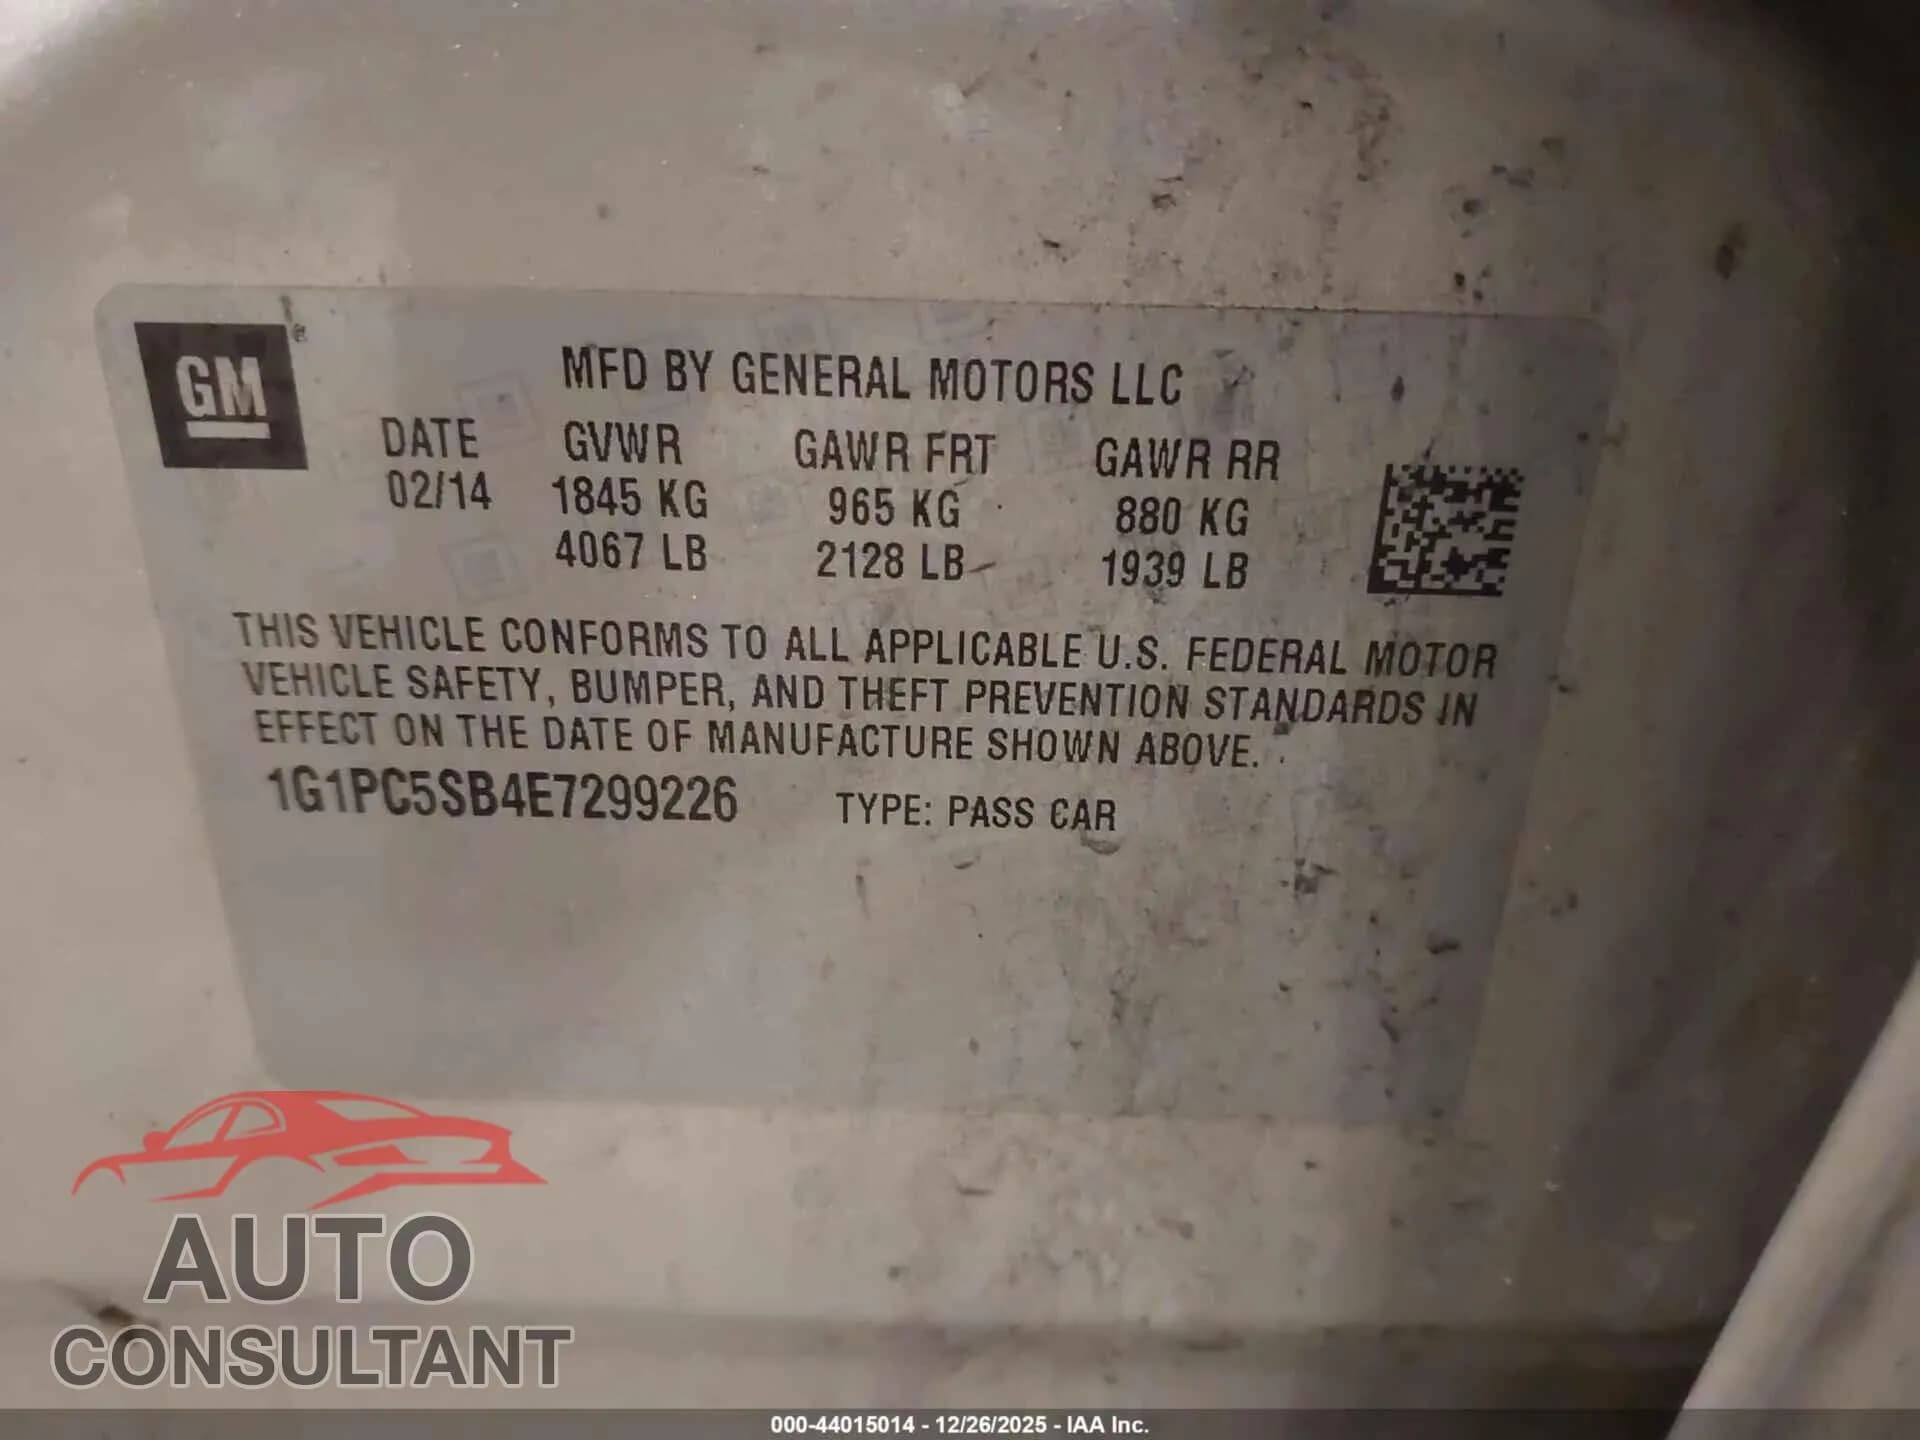 GM ®
MFD BY GENERAL MOTORS LLC
DATE GVWR GAWR FRT GAWR RR
02/14 1845 KG 965 KG 880 KG
4067 LB 2128 LB 1939 LB
THIS VEHICLE CONFORMS TO ALL APPLICABLE U.S. FEDERAL MOTOR
VEHICLE SAFETY, BUMPER, AND THEFT PREVENTION STANDARDS IN
EFFECT ON THE DATE OF MANUFACTURE SHOWN ABOVE.
1G1PC5SB4E7299226 TYPE: PASS CAR
AUTO
CONSULTANT
000-44015014 - 12/26/2025 - IAA Inc.